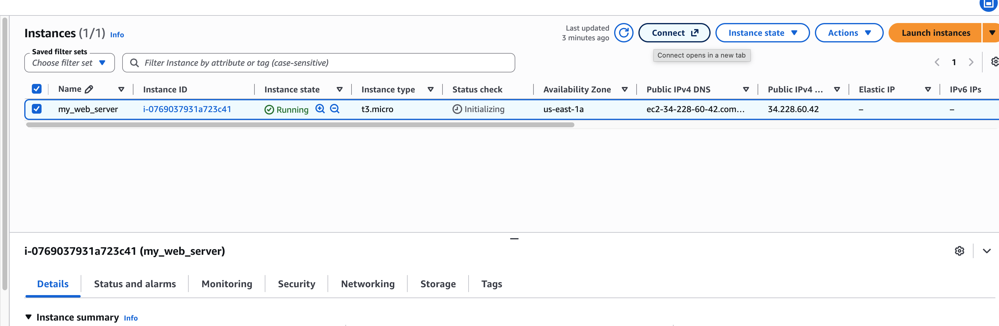 Instances (1/1) Info
Last updated
3 minutes ago
Connect
Instance state
Actions
Launch instances
Saved filter sets
Choose filter set
Filter Instance by attribute or tag (case-sensitive)
Connect opens in a new tab
1
Name Instance ID Instance state Instance type Status check Availability Zone Public IPv4 DNS Public IPv4 ... Elastic IP IPv6 IPs
my_web_server i-0769037931a723c41 Running t3.micro Initializing us-east-1a ec2-34-228-60-42.com... 34.228.60.42 – –
i-0769037931a723c41 (my_web_server)
Details Status and alarms Monitoring Security Networking Storage Tags
Instance summary Info